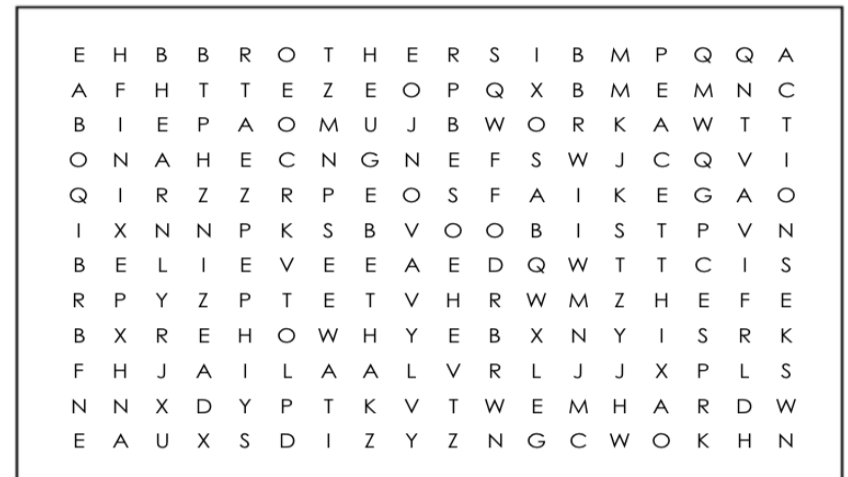 E H B B R O T H E R S I B M P Q Q A
A F H T T E Z E O P Q X B M E M N C
B I E P A O M U J B W O R K A W T T
O N A H E C N G N E F S W J C Q V I
Q I R Z Z R P E O S F A I K E G A O
I X N N P K S B V O O B I S T P V N
B E L I E V E E A E D Q W T T C I S
R P Y Z P T E T V H R W M Z H E F E
B X R E H O W H Y E B X N Y I S R K
F H J A I L A A L V R L J J X P L S
N N X D Y P T K V T W E M H A R D W
E A U X S D I Z Y Z N G C W O K H N